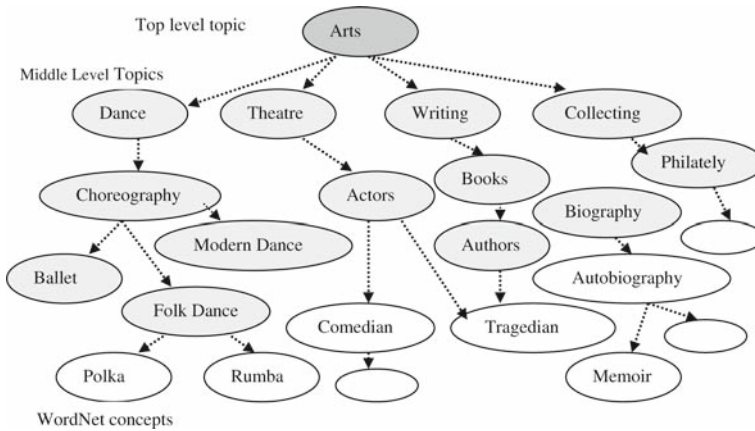 Top level topic
Arts
Middle Level Topics
Dance
Theatre
Writing
Collecting
Philately
Choreography
Actors
Books
Biography
Modern Dance
Authors
Ballet
Autobiography
Folk Dance
Comedian
Tragedian
Polka
Rumba
Memoir
WordNet concepts